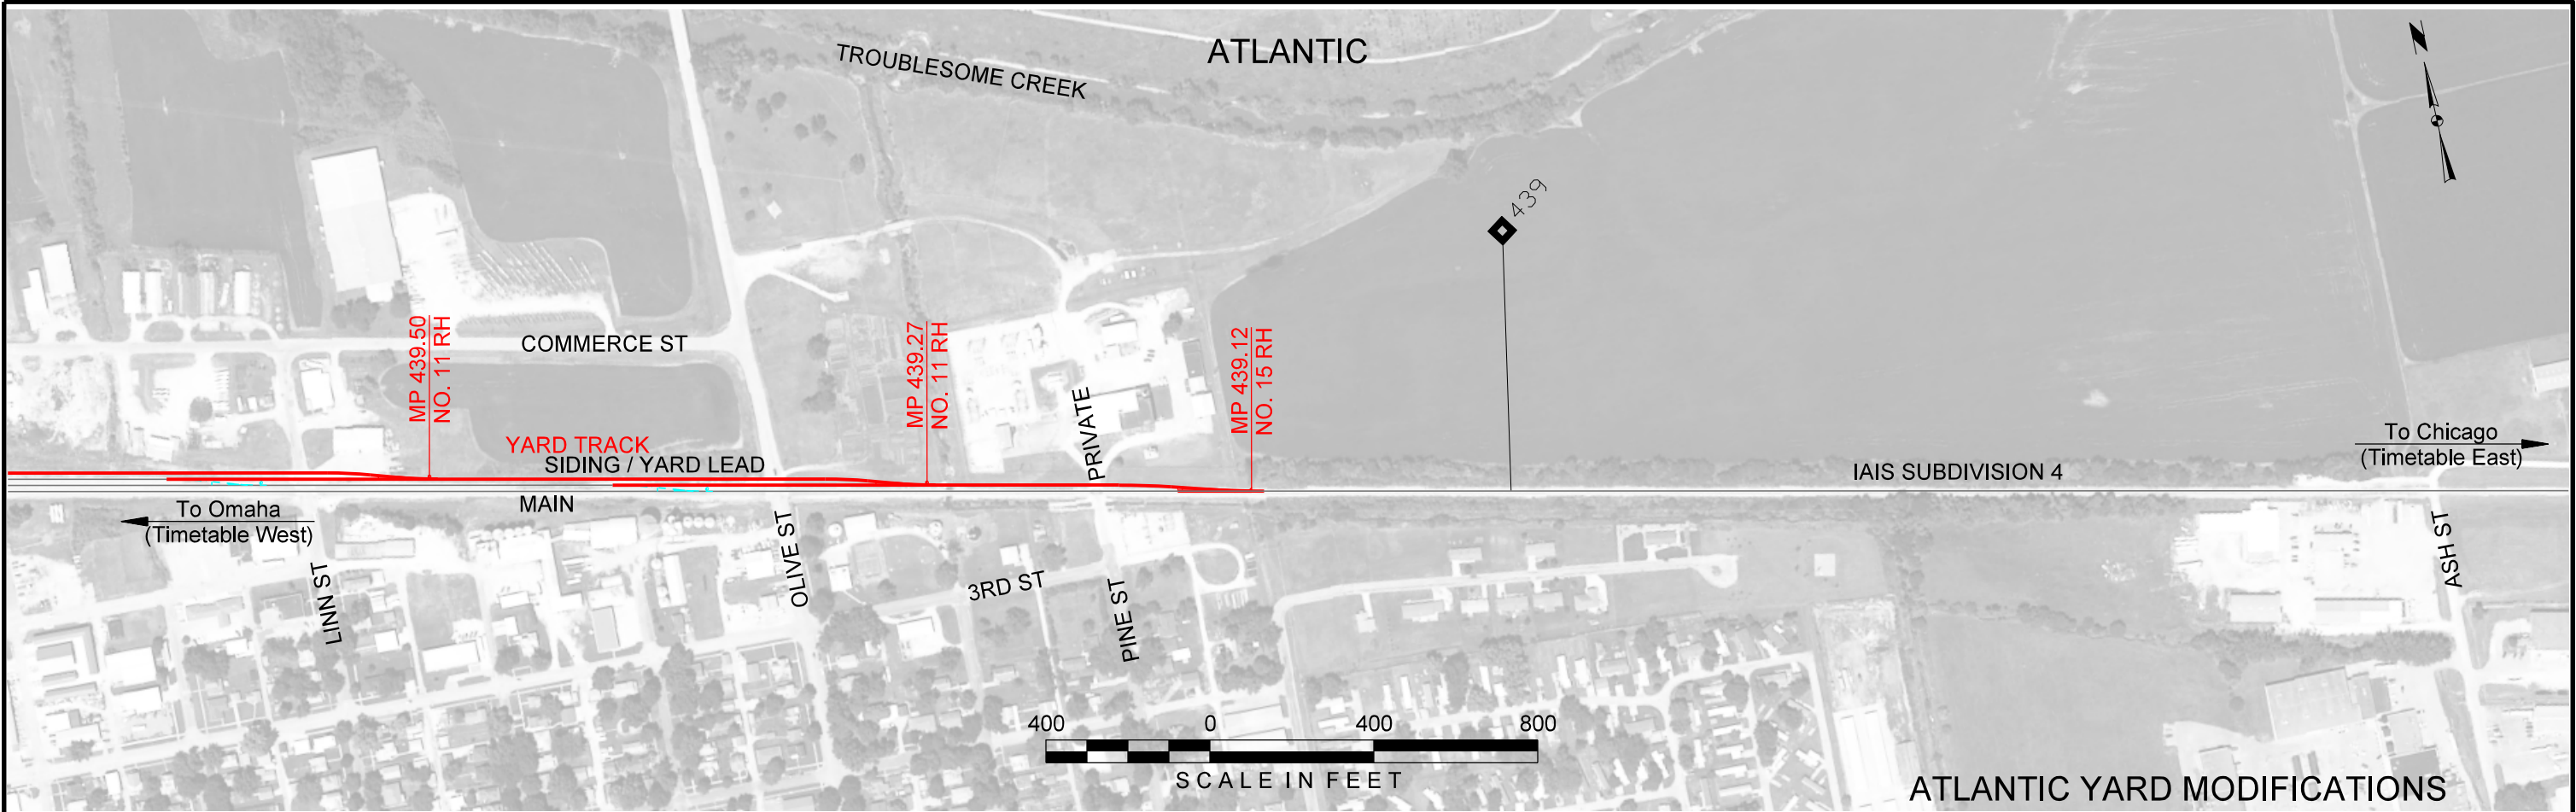 ATLANTIC
TROUBLESOME CREEK
N
439
MP 439.50
NO. 11 RH
COMMERCE ST
MP 439.27
NO. 11 RH
PRIVATE
MP 439.12
NO. 15 RH
To Chicago
(Timetable East)
YARD TRACK
SIDING / YARD LEAD
IAIS SUBDIVISION 4
MAIN
To Omaha
(Timetable West)
LINN ST
OLIVE ST
3RD ST
PINE ST
ASH ST
400 0 400 800
SCALE IN FEET
ATLANTIC YARD MODIFICATIONS